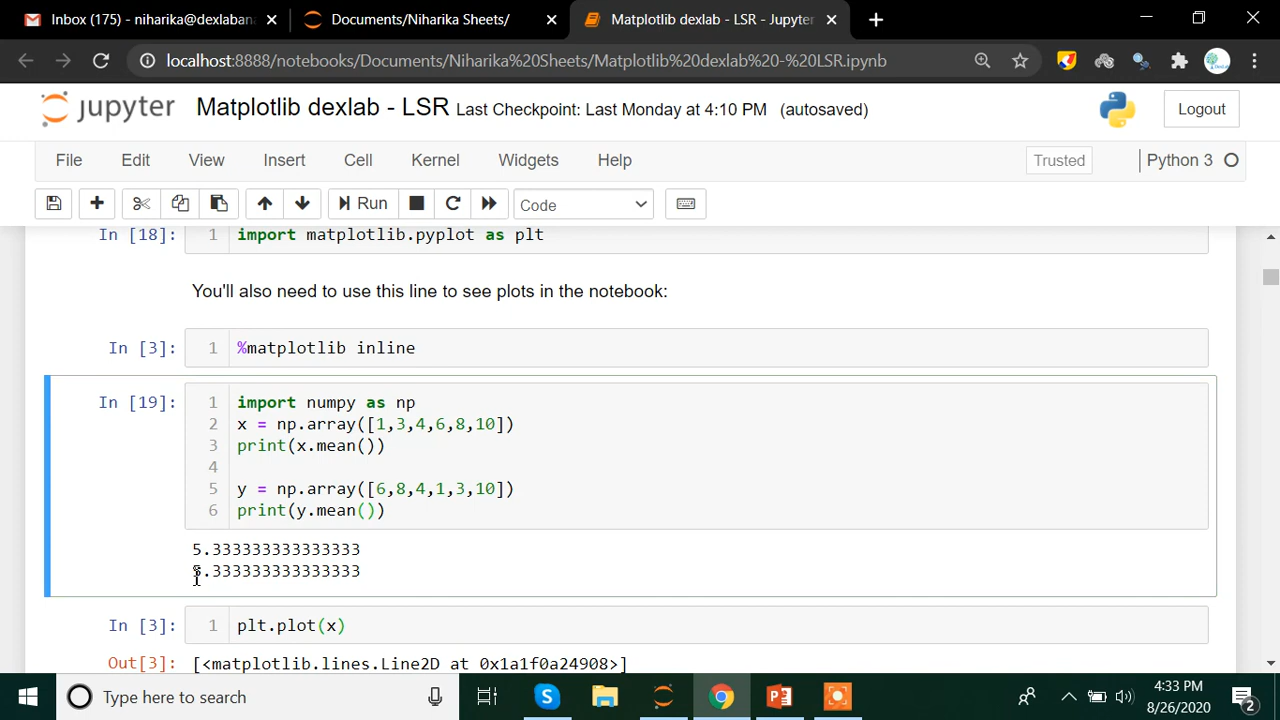 Inbox (175) - niharika@dexlabana
Documents/Niharika Sheets/
Matplotlib dexlab - LSR - Jupyter
localhost:8888/notebooks/Documents/Niharika%20Sheets/Matplotlib%20dexlab%20-%20LSR.ipynb
jupyter Matplotlib dexlab - LSR Last Checkpoint: Last Monday at 4:10 PM (autosaved) Logout
File Edit View Insert Cell Kernel Widgets Help Trusted Python 3
Run Code
In [18]: 1 import matplotlib.pyplot as plt
You'll also need to use this line to see plots in the notebook:
In [3]: 1 %matplotlib inline
In [19]: 1 import numpy as np
2 x = np.array([1,3,4,6,8,10])
3 print(x.mean())
4
5 y = np.array([6,8,4,1,3,10])
6 print(y.mean())
5.333333333333333
5.333333333333333
In [3]: 1 plt.plot(x)
Out[3]: [<matplotlib.lines.Line2D at 0x1a1f0a24908>]
Type here to search
4:33 PM
8/26/2020
2